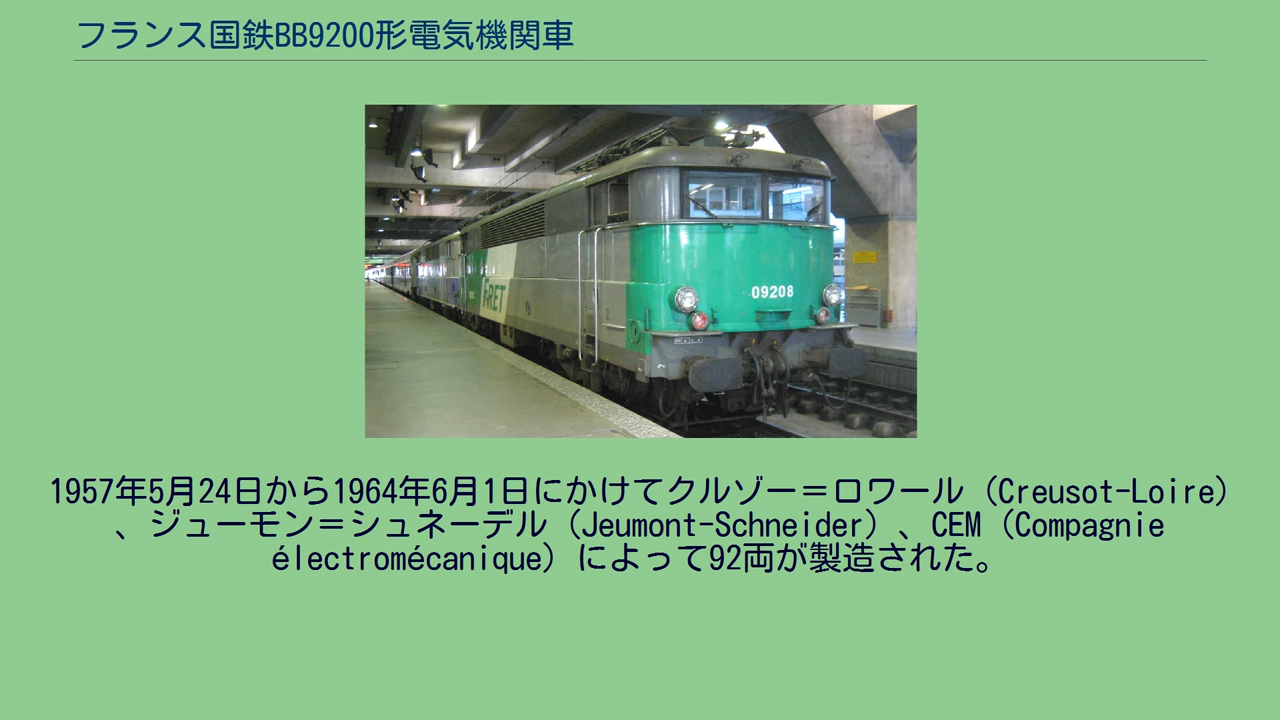 フランス国鉄BB9200形電気機関車
FRET
09208
2
1957年5月24日から1964年6月1日にかけてクルゾー＝ロワール（Creusot-Loire）
、ジューモン＝シュネーデル（Jeumont-Schneider）、CEM（Compagnie
électromécanique）によって92両が製造された。